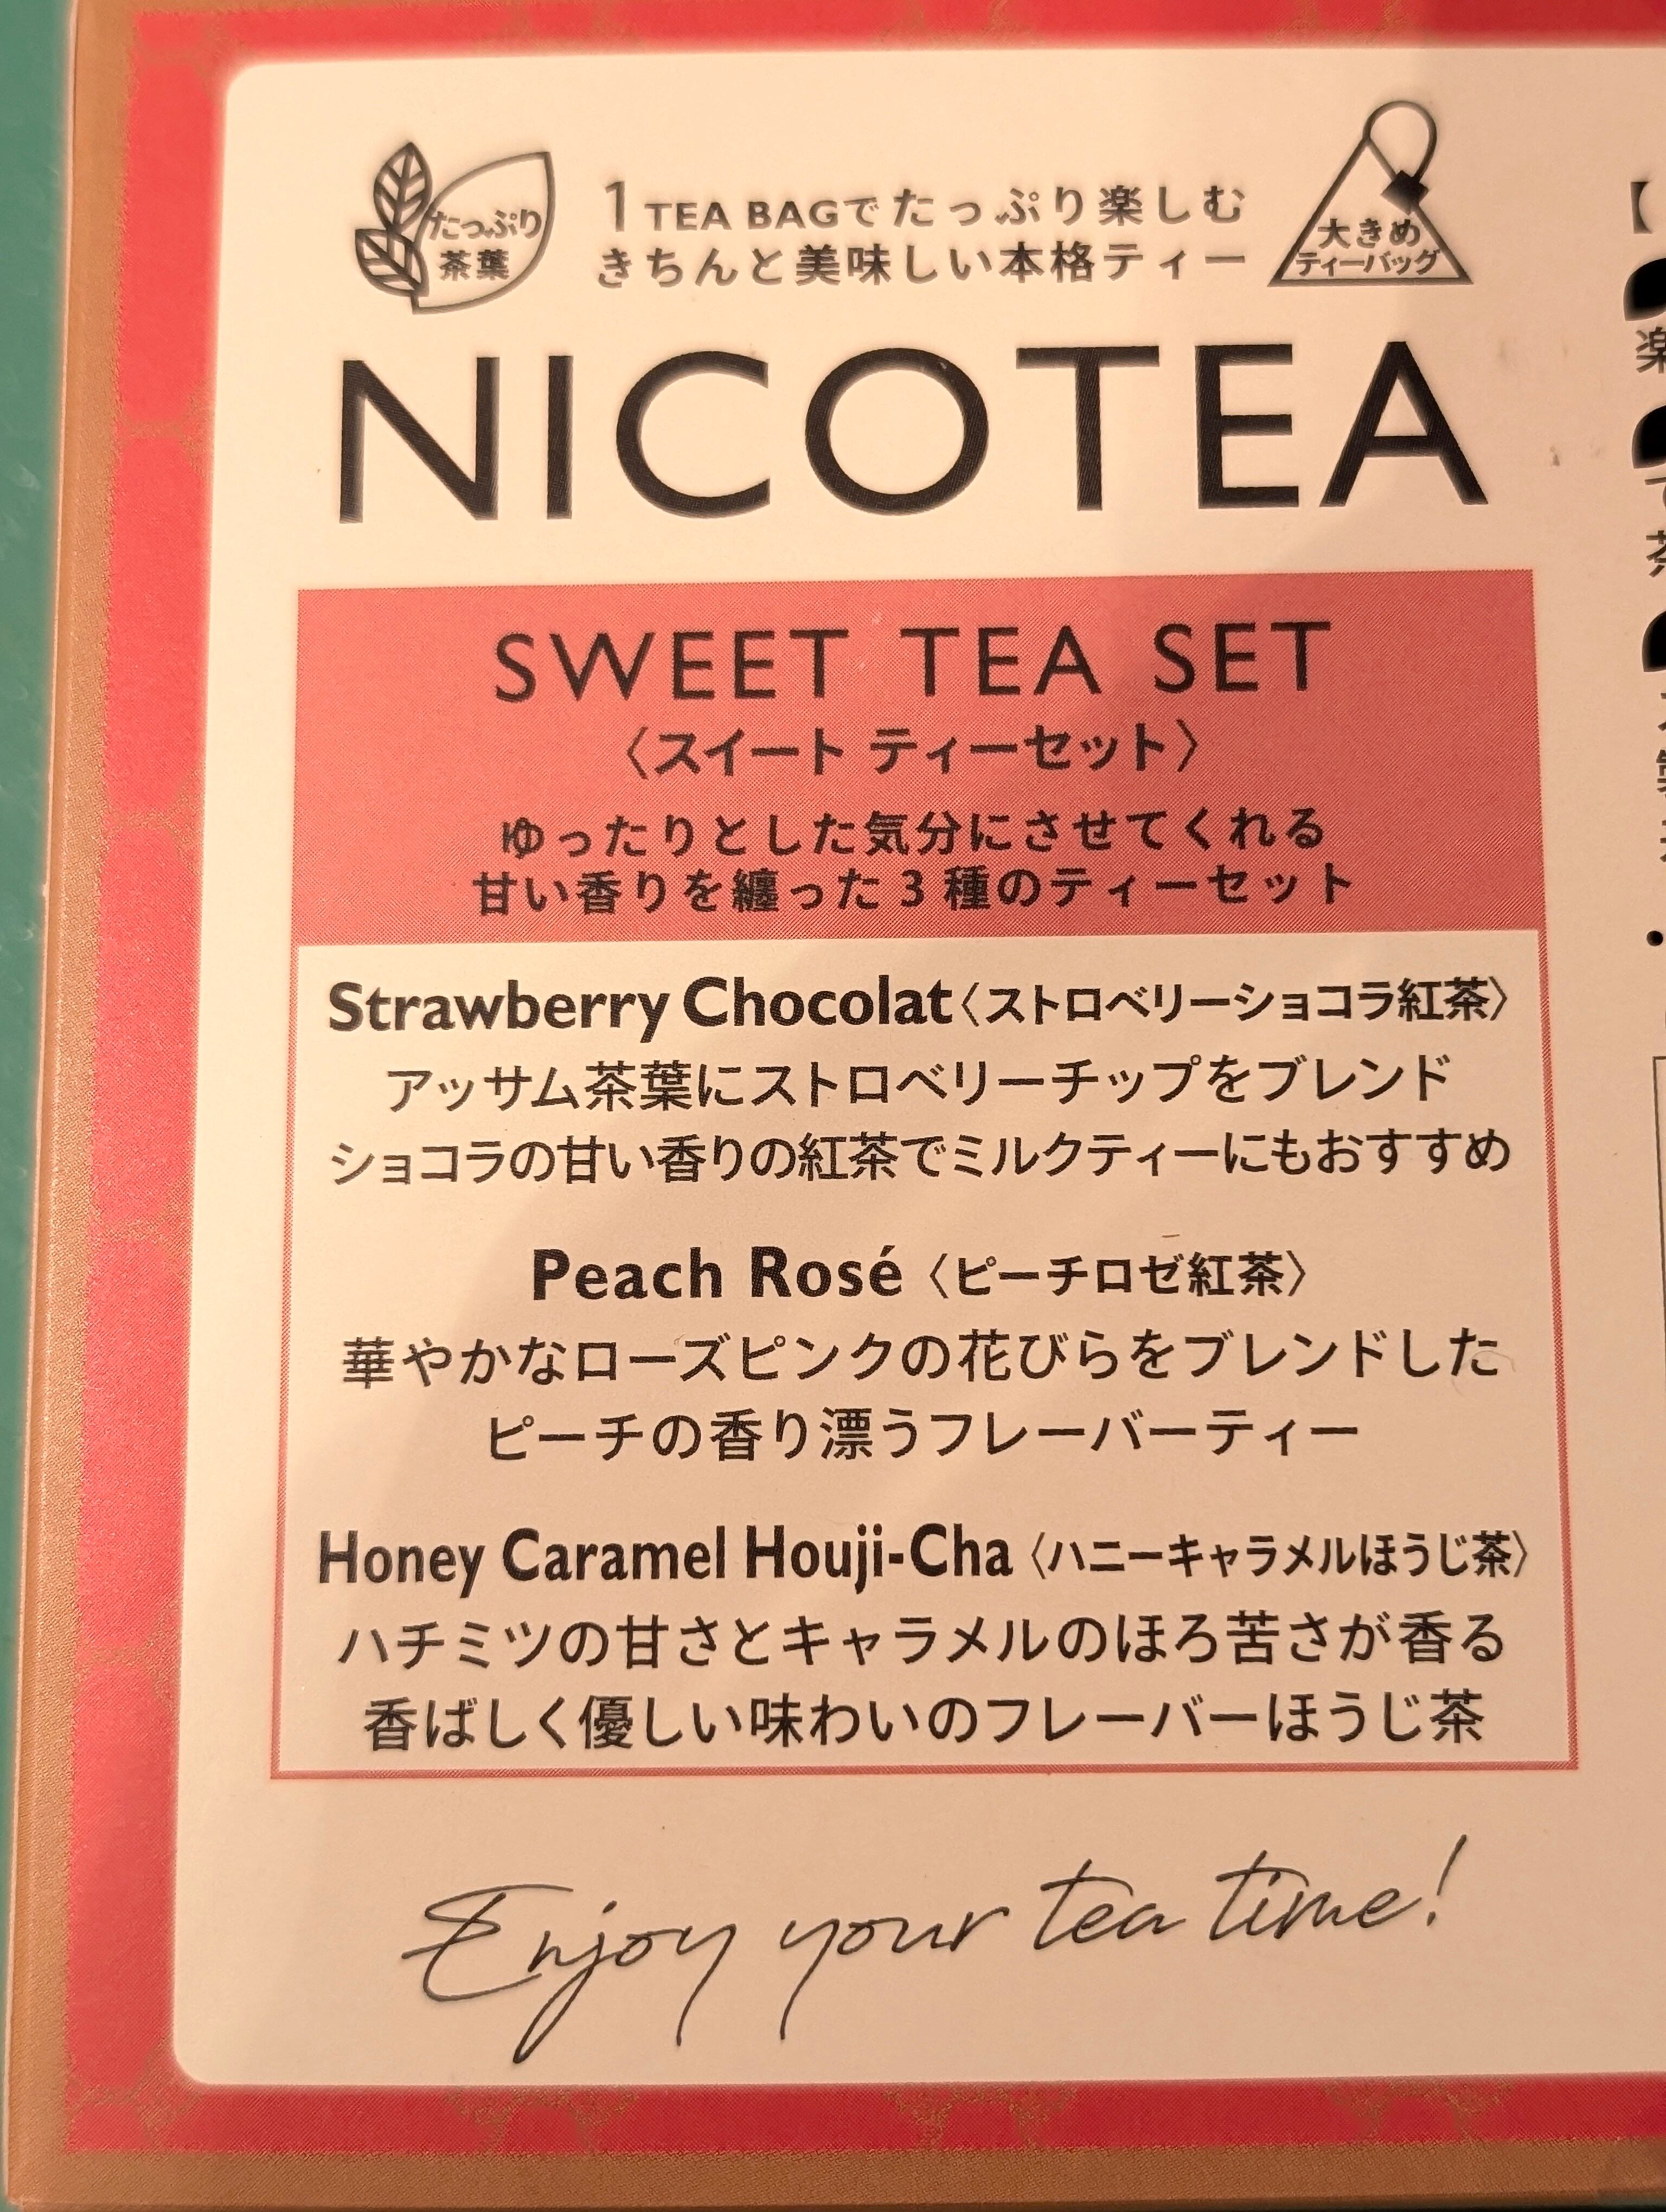 たっぷり
茶葉
1 TEA BAGでたっぷり楽しむ
きちんと美味しい本格ティー
大きめ
ティーバッグ
NICOTEA
SWEET TEA SET
〈スイート ティーセット〉
ゆったりとした気分にさせてくれる
甘い香りを纏った3種のティーセット
Strawberry Chocolat〈ストロベリーショコラ紅茶〉
アッサム茶葉にストロベリーチップをブレンド
ショコラの甘い香りの紅茶でミルクティーにもおすすめ
Peach Rosé〈ピーチロゼ紅茶〉
華やかなローズピンクの花びらをブレンドした
ピーチの香り漂うフレーバーティー
Honey Caramel Houji-Cha〈ハニーキャラメルほうじ茶〉
ハチミツの甘さとキャラメルのほろ苦さが香る
香ばしく優しい味わいのフレーバーほうじ茶
Enjoy your tea time!